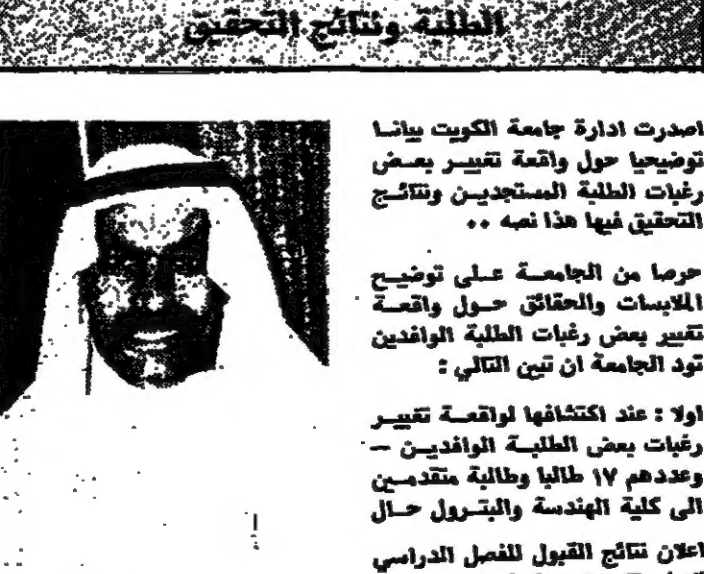 الطلبة ونتائج التحقيق
اصدرت ادارة جامعة الكويت بيانا
توضيحيا حول واقعة تغيير بعض
رغبات الطلبة المستجدين ونتائج
التحقيق فيها هذا نصه ..
حرصا من الجامعة على توضيح
الملابسات والحقائق حول واقعة
تغيير بعض رغبات الطلبة الوافدين
تود الجامعة ان تبين التالي :
اولا : عند اكتشافها لواقعة تغيير
رغبات بعض الطلبة الوافدين —
وعددهم ١٧ طالبا وطالبة متقدمين
الى كلية الهندسة والبترول حال
اعلان نتائج القبول للفصل الدراسي